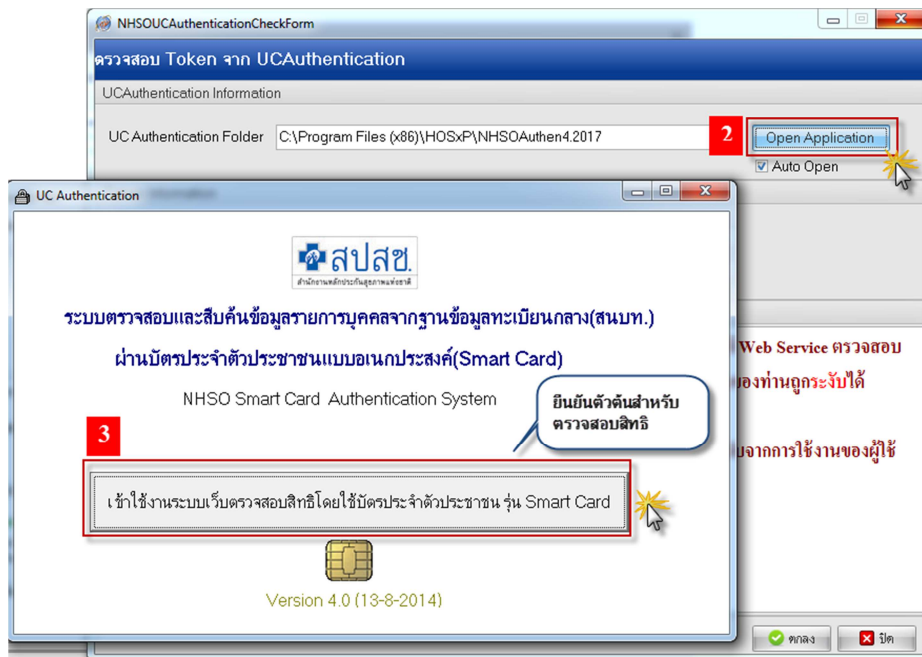 NHSOUCAuthenticationCheckForm
ตรวจสอบ Token จาก UCAuthentication
UCAuthentication Information
UC Authentication Folder
C:\Program Files (x86)\HOSxP\NHSOAuthen4.2017
2
Open Application
Auto Open
UC Authentication
สปสช.
สำนักงานหลักประกันสุขภาพแห่งชาติ
ระบบตรวจสอบและสืบค้นข้อมูลรายการบุคคลจากฐานข้อมูลทะเบียนกลาง(สนบท.)
ผ่านบัตรประจำตัวประชาชนแบบอเนกประสงค์(Smart Card)
NHSO Smart Card Authentication System
ยืนยันตัวต้นสำหรับ
ตรวจสอบสิทธิ
3
เข้าใช้งานระบบเว็บตรวจสอบสิทธิโดยใช้บัตรประจำตัวประชาชน รุ่น Smart Card
Version 4.0 (13-8-2014)
Web Service ตรวจสอบ
ของท่านถูกระงับได้
จากการใช้งานของผู้ใช้
ตกลง
ปิด